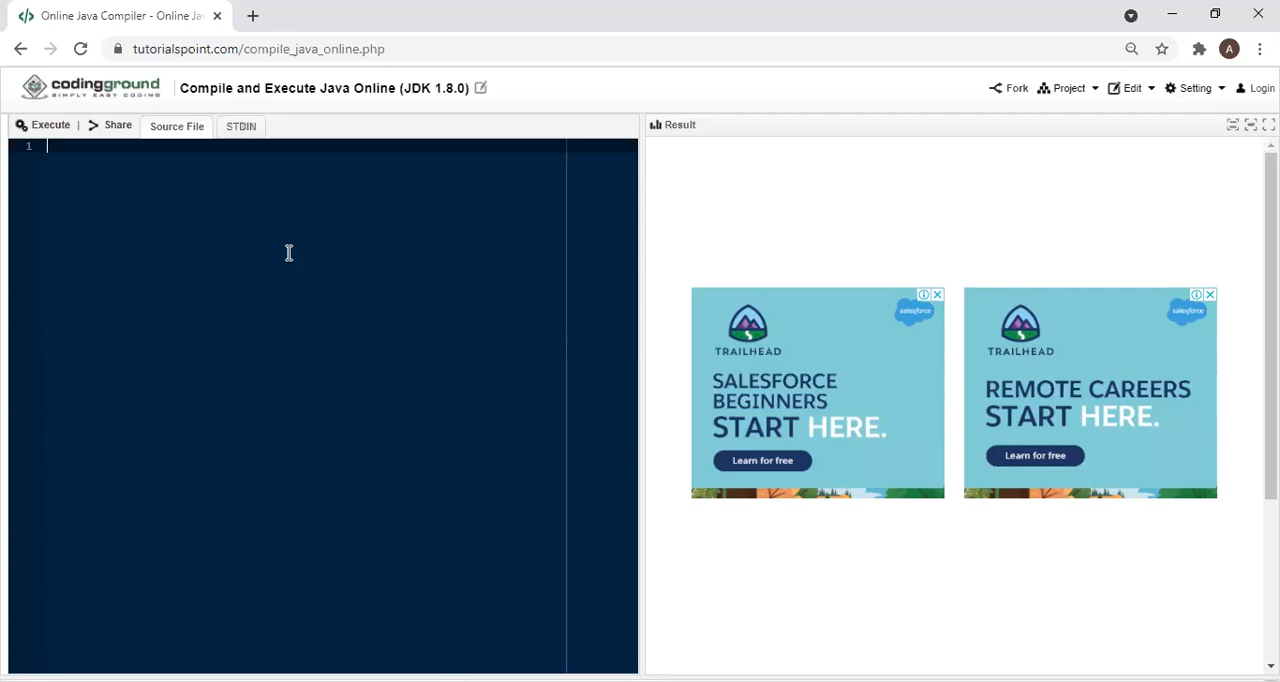 Online Java Compiler - Online Ja
tutorialspoint.com/compile_java_online.php
A
codingground
SIMPLY EASY CODING
Compile and Execute Java Online (JDK 1.8.0)
Fork
Project
Edit
Setting
Login
Execute | Share
Source File
STDIN
Result
1
salesforce
TRAILHEAD
SALESFORCE
BEGINNERS
START HERE.
Learn for free
salesforce
TRAILHEAD
REMOTE CAREERS
START HERE.
Learn for free